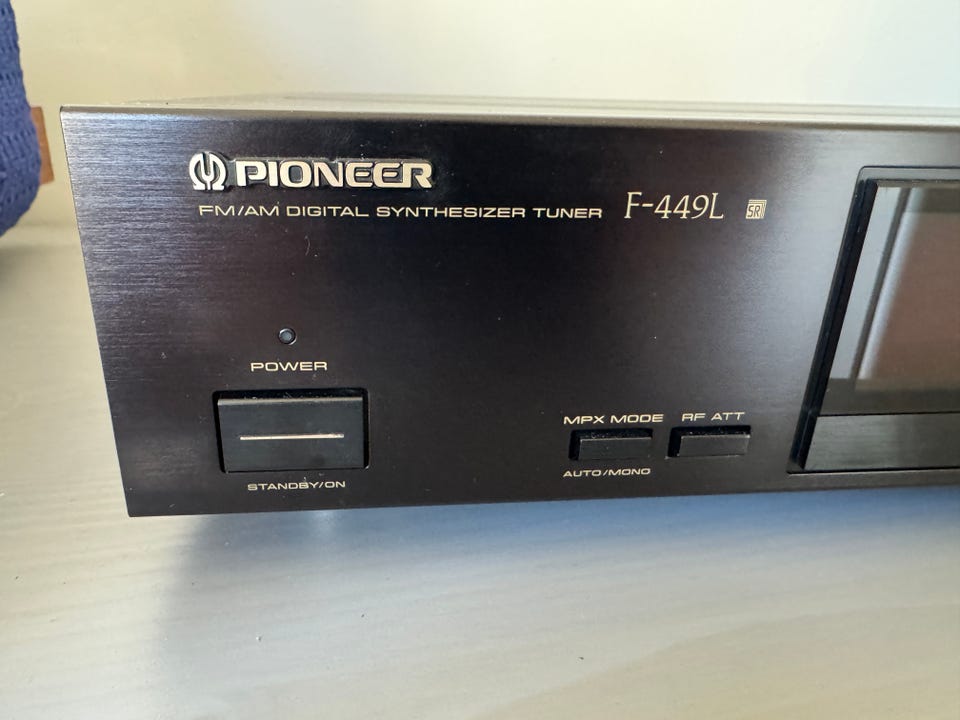 PIONEER
FM/AM DIGITAL SYNTHESIZER TUNER F-449L SR
POWER
STANDBY/ON
MPX MODE RF ATT
AUTO/MONO